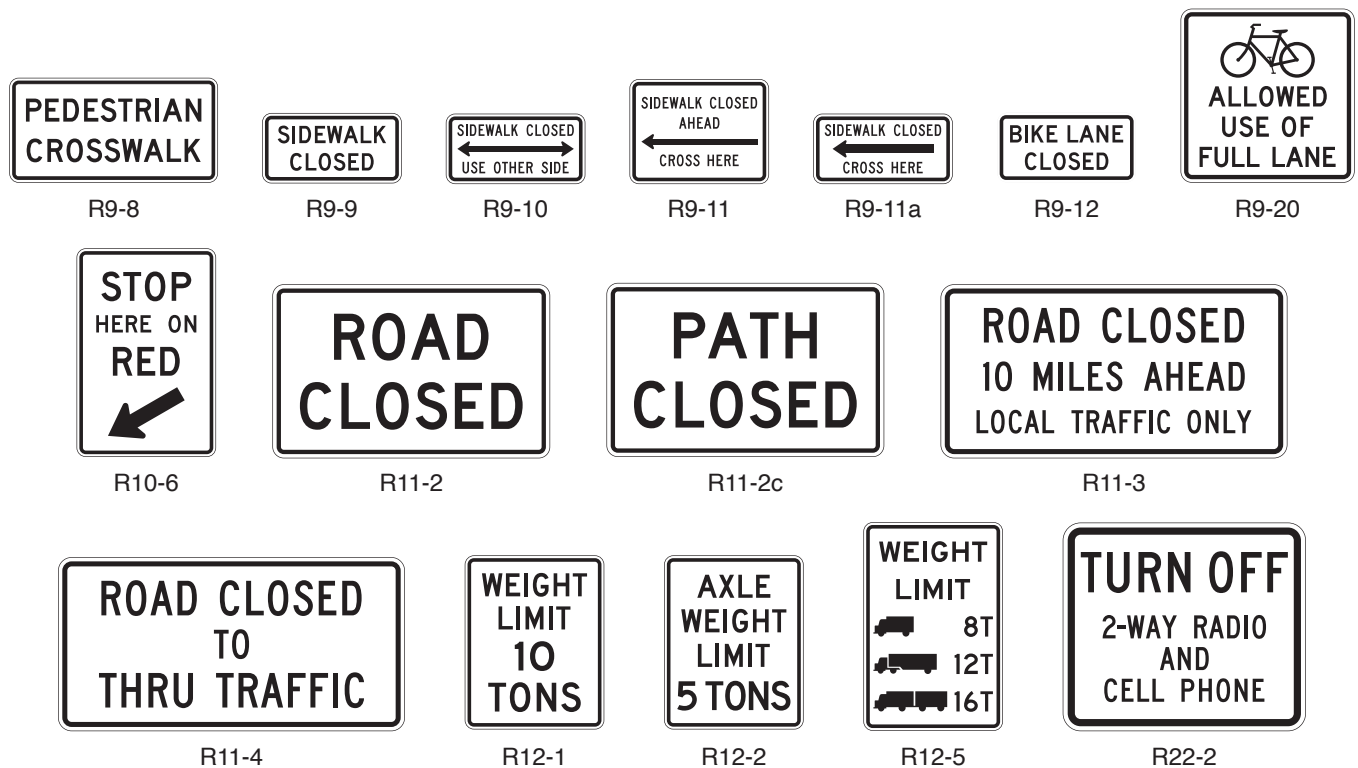 PEDESTRIAN
CROSSWALK
R9-8
SIDEWALK
CLOSED
R9-9
SIDEWALK CLOSED
USE OTHER SIDE
R9-10
SIDEWALK CLOSED
AHEAD
CROSS HERE
R9-11
SIDEWALK CLOSED
CROSS HERE
R9-11a
BIKE LANE
CLOSED
R9-12
ALLOWED
USE OF
FULL LANE
R9-20
STOP
HERE ON
RED
R10-6
ROAD
CLOSED
R11-2
PATH
CLOSED
R11-2c
ROAD CLOSED
10 MILES AHEAD
LOCAL TRAFFIC ONLY
R11-3
ROAD CLOSED
TO
THRU TRAFFIC
R11-4
WEIGHT
LIMIT
10
TONS
R12-1
AXLE
WEIGHT
LIMIT
5 TONS
R12-2
WEIGHT
LIMIT
8T
12T
16T
R12-5
TURN OFF
2-WAY RADIO
AND
CELL PHONE
R22-2